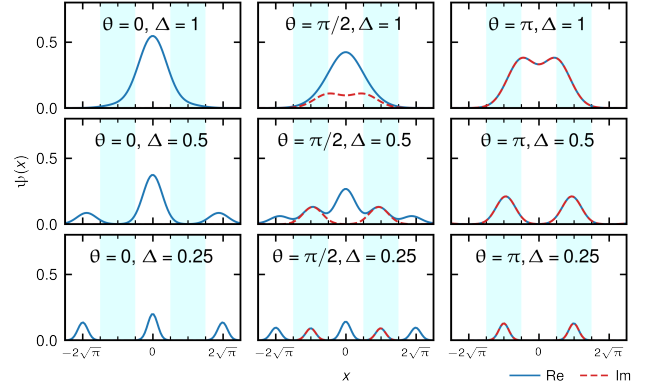 θ = 0, Δ = 1
θ = π/2, Δ = 1
θ = π, Δ = 1
0.5
0.0
θ = 0, Δ = 0.5
θ = π/2, Δ = 0.5
θ = π, Δ = 0.5
ψ(x)
0.5
0.0
θ = 0, Δ = 0.25
θ = π/2, Δ = 0.25
θ = π, Δ = 0.25
0.5
0.0
−2√π 0 2√π −2√π 0 2√π −2√π 0 2√π
x
Re Im